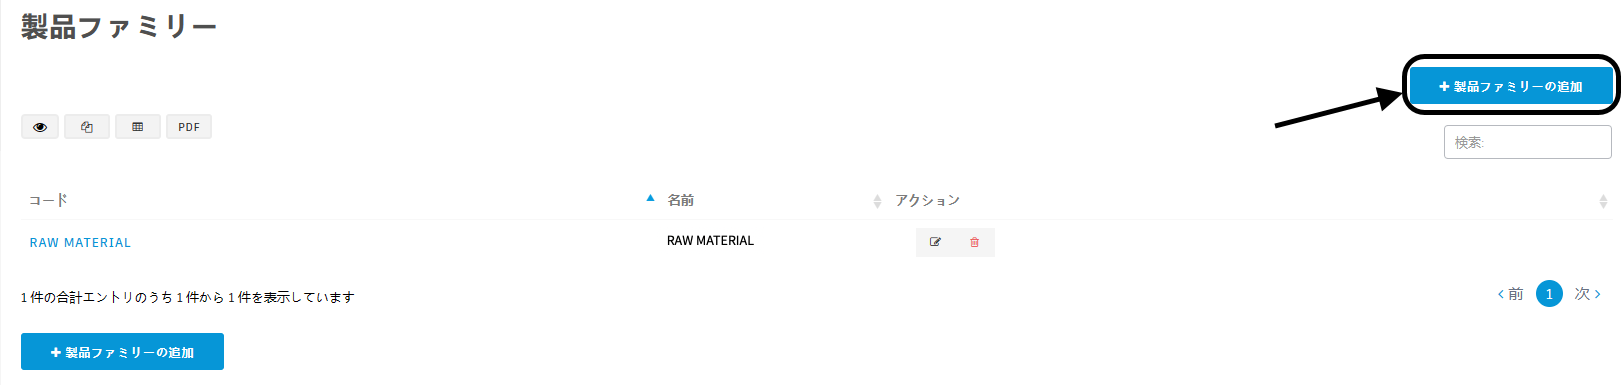 製品ファミリー
+ 製品ファミリーの追加
PDF
検索:
コード 名前 アクション
RAW MATERIAL RAW MATERIAL
1 件の合計エントリのうち 1 件から 1 件を表示しています
‹ 前 1 次 ›
+ 製品ファミリーの追加